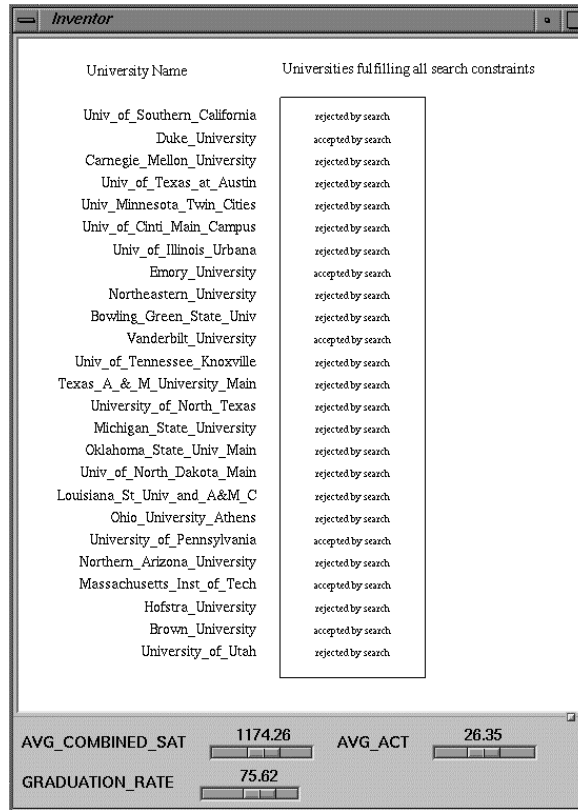 Inventor
University Name Universities fulfilling all search constraints
Univ_of_Southern_California rejected by search
Duke_University accepted by search
Carnegie_Mellon_University rejected by search
Univ_of_Texas_at_Austin rejected by search
Univ_Minnesota_Twin_Cities rejected by search
Univ_of_Cinti_Main_Campus rejected by search
Univ_of_Illinois_Urbana rejected by search
Emory_University accepted by search
Northeastern_University rejected by search
Bowling_Green_State_Univ rejected by search
Vanderbilt_University accepted by search
Univ_of_Tennessee_Knoxville rejected by search
Texas_A_&_M_University_Main rejected by search
University_of_North_Texas rejected by search
Michigan_State_University rejected by search
Oklahoma_State_Univ_Main rejected by search
Univ_of_North_Dakota_Main rejected by search
Louisiana_St_Univ_and_A&M_C rejected by search
Ohio_University_Athens rejected by search
University_of_Pennsylvania accepted by search
Northern_Arizona_University rejected by search
Massachusetts_Inst_of_Tech accepted by search
Hofstra_University rejected by search
Brown_University accepted by search
University_of_Utah rejected by search
AVG_COMBINED_SAT 1174.26 AVG_ACT 26.35
GRADUATION_RATE 75.62